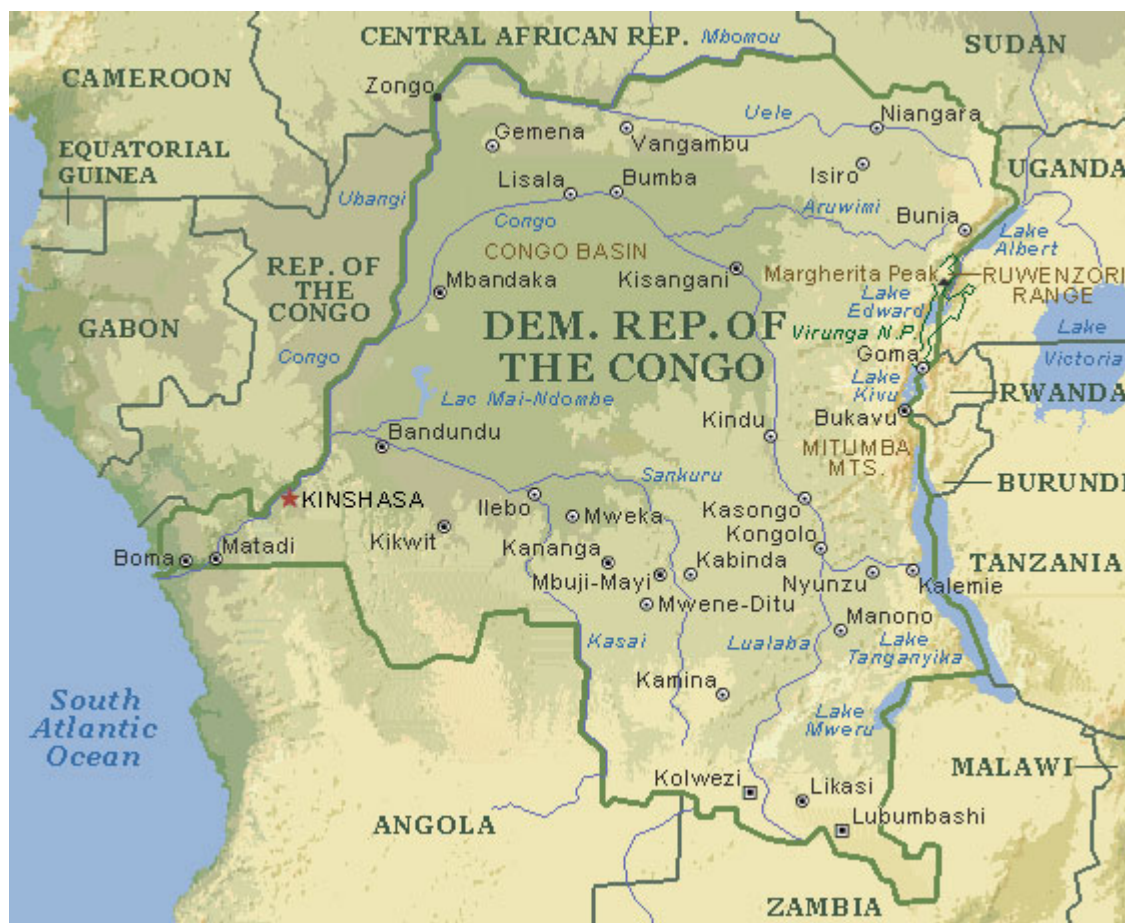 CENTRAL AFRICAN REP.
Mbomou
SUDAN
CAMEROON
Zongo
Uele
Niangara
Gemena
Vangambu
EQUATORIAL
GUINEA
UGANDA
Isiro
Lisala
Bumba
Ubangi
Aruwimi
Congo
Bunia
Lake
Albert
CONGO BASIN
REP. OF
THE
CONGO
Mbandaka
Kisangani
Margherita Peak
RUWENZORI
RANGE
Lake
Edward
GABON
DEM. REP. OF
THE CONGO
Virunga N.P.
Lake
Victoria
Congo
Goma
Lake
Kivu
RWANDA
Lac Mai-Ndombe
Bukavu
Kindu
Bandundu
MITUMBA
MTS.
Sankuru
BURUNDI
KINSHASA
Ilebo
Kasongo
Mweka
Kongolo
Kikwit
Matadi
Boma
Kananga
Kabinda
TANZANIA
Mbuji-Mayi
Nyunzu
Kalemie
Mwene-Ditu
Manono
Kasai
Lualaba
Lake
Tanganyika
Kamina
South
Atlantic
Ocean
Lake
Mweru
MALAWI
Kolwezi
Likasi
ANGOLA
Lubumbashi
ZAMBIA